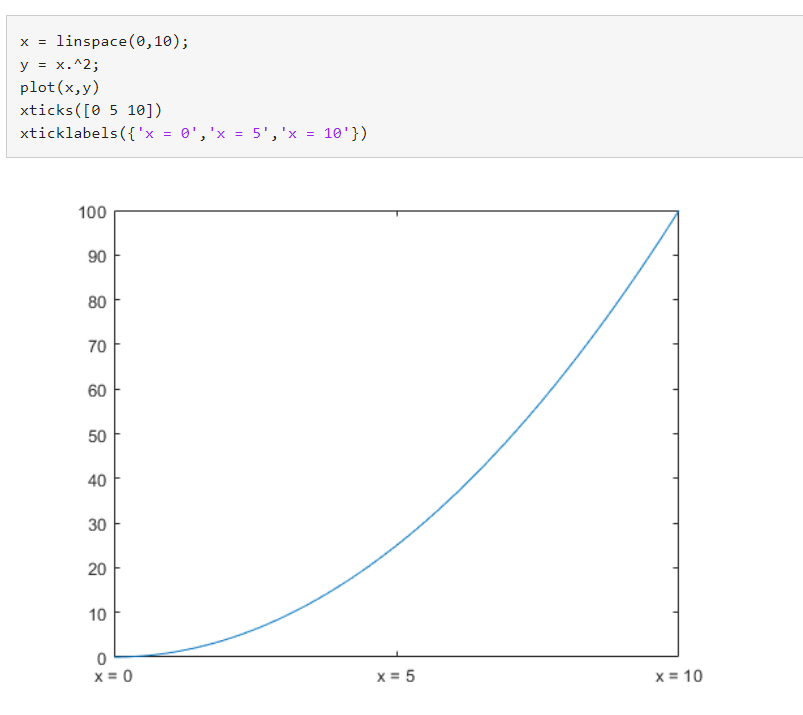 x = linspace(0,10);
y = x.^2;
plot(x,y)
xticks([0 5 10])
xticklabels({'x = 0','x = 5','x = 10'})
100
90
80
70
60
50
40
30
20
10
0
x = 0 x = 5 x = 10